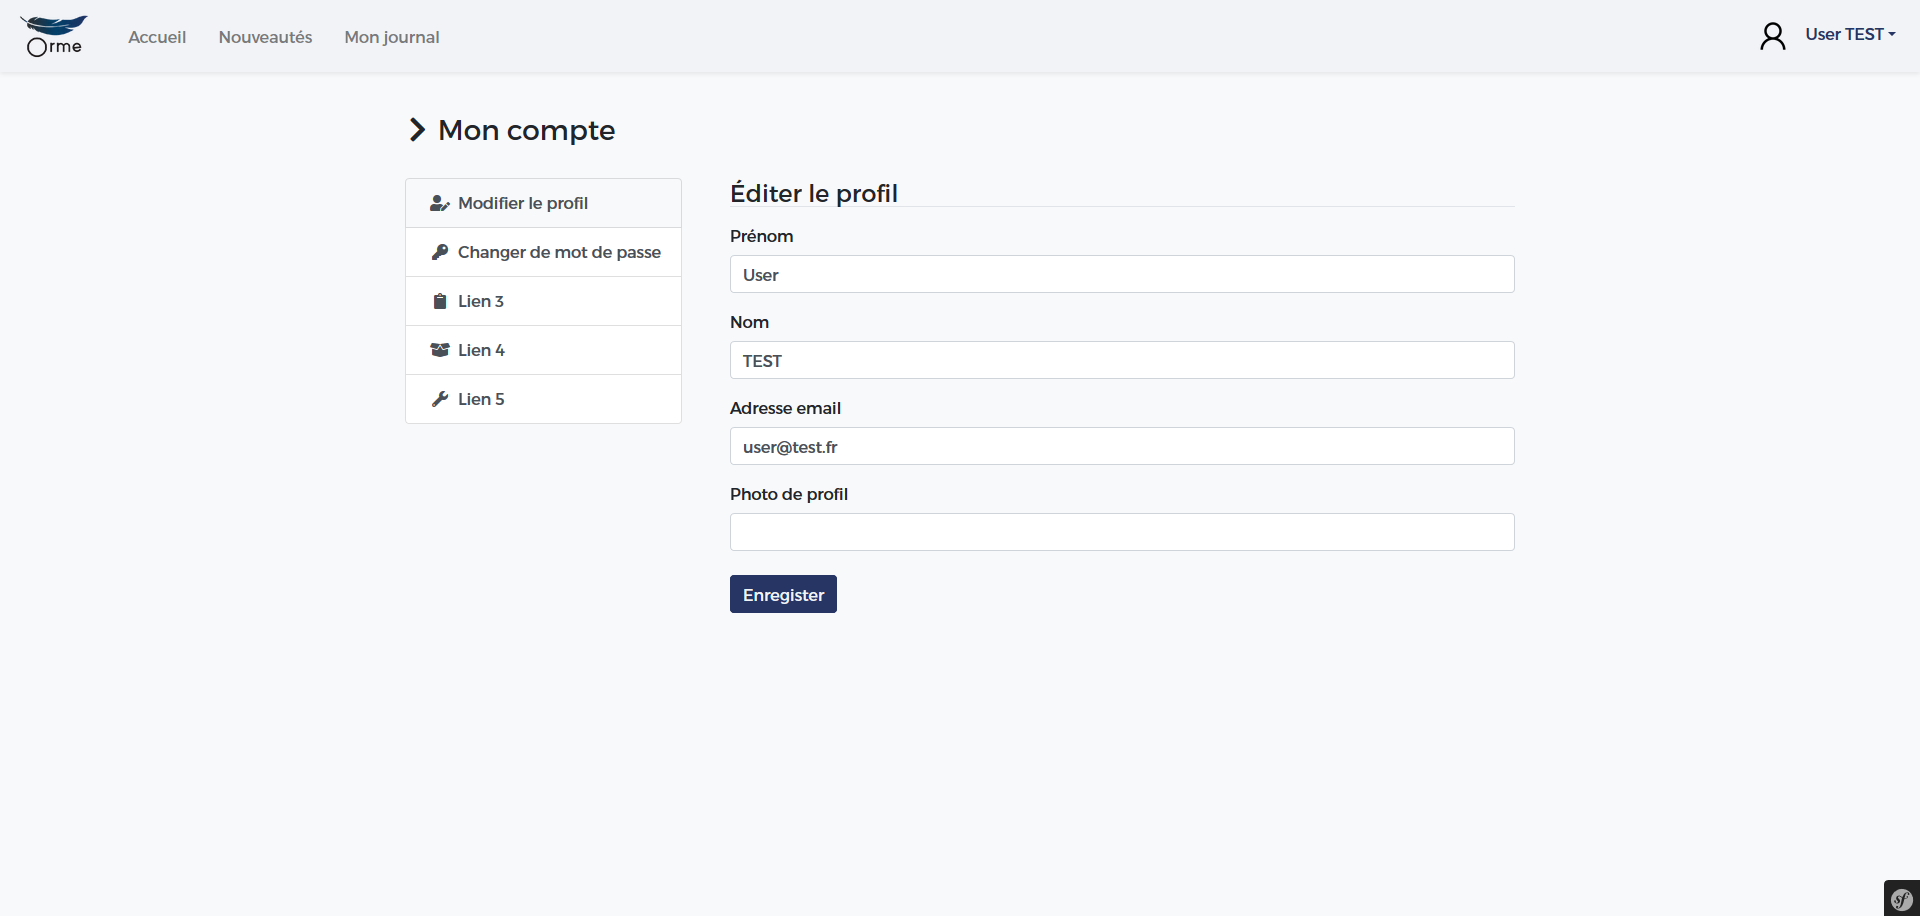 Orme
Accueil
Nouveautés
Mon journal
User TEST
Mon compte
Modifier le profil
Changer de mot de passe
Lien 3
Lien 4
Lien 5
Éditer le profil
Prénom
User
Nom
TEST
Adresse email
user@test.fr
Photo de profil
Enregister
sf